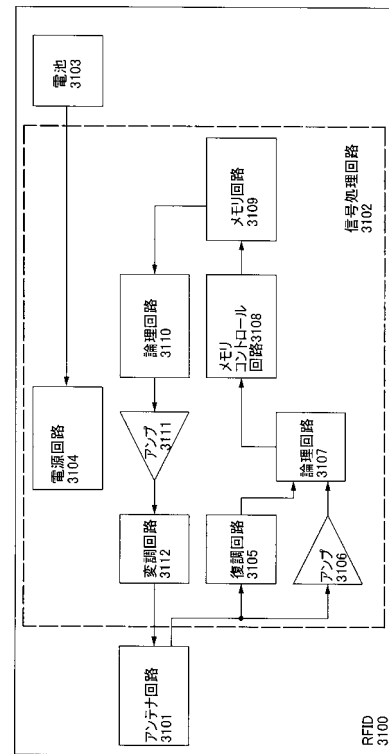 電池
3103
電源回路
3104
信号処理回路
3102
論理回路
3110
メモリ回路
3109
アンプ
3111
メモリ
コントロール
回路3108
変調回路
3112
復調回路
3105
論理回路
3107
アンプ
3106
アンテナ回路
3101
RFID
3100